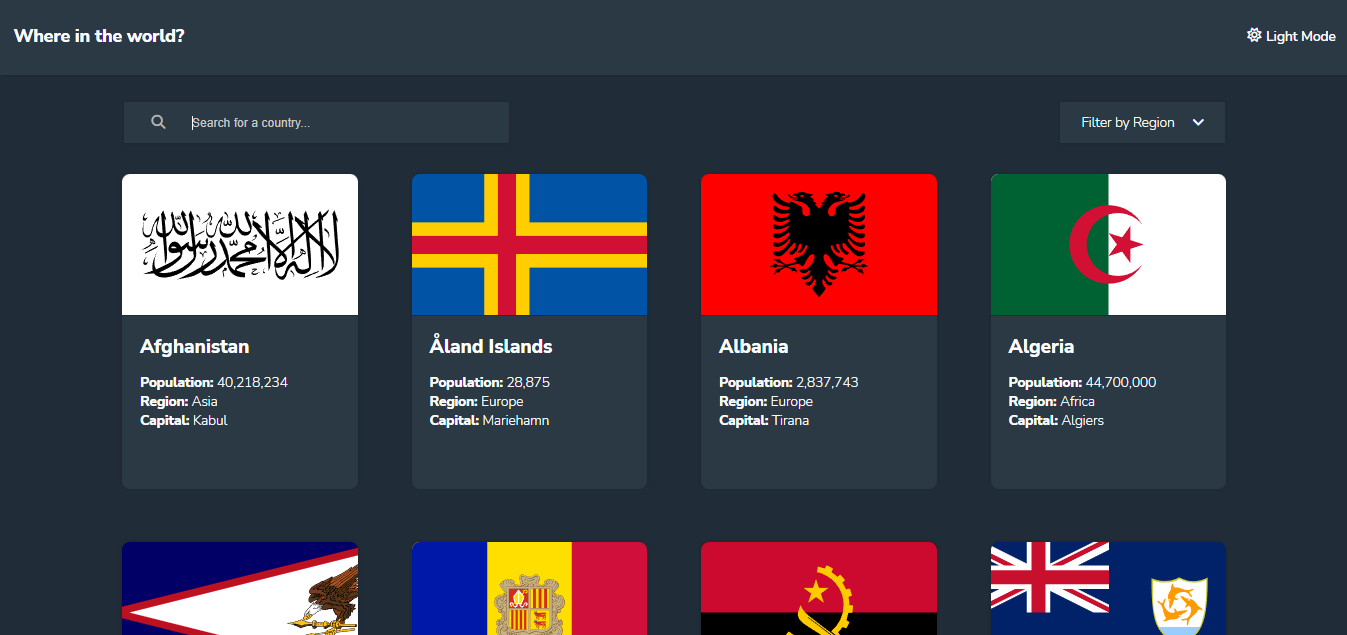 Where in the world?
Light Mode
Search for a country...
Filter by Region
لا إله إلا الله محمد رسول الله
Afghanistan
Population: 40,218,234
Region: Asia
Capital: Kabul
Åland Islands
Population: 28,875
Region: Europe
Capital: Mariehamn
Albania
Population: 2,837,743
Region: Europe
Capital: Tirana
Algeria
Population: 44,700,000
Region: Africa
Capital: Algiers